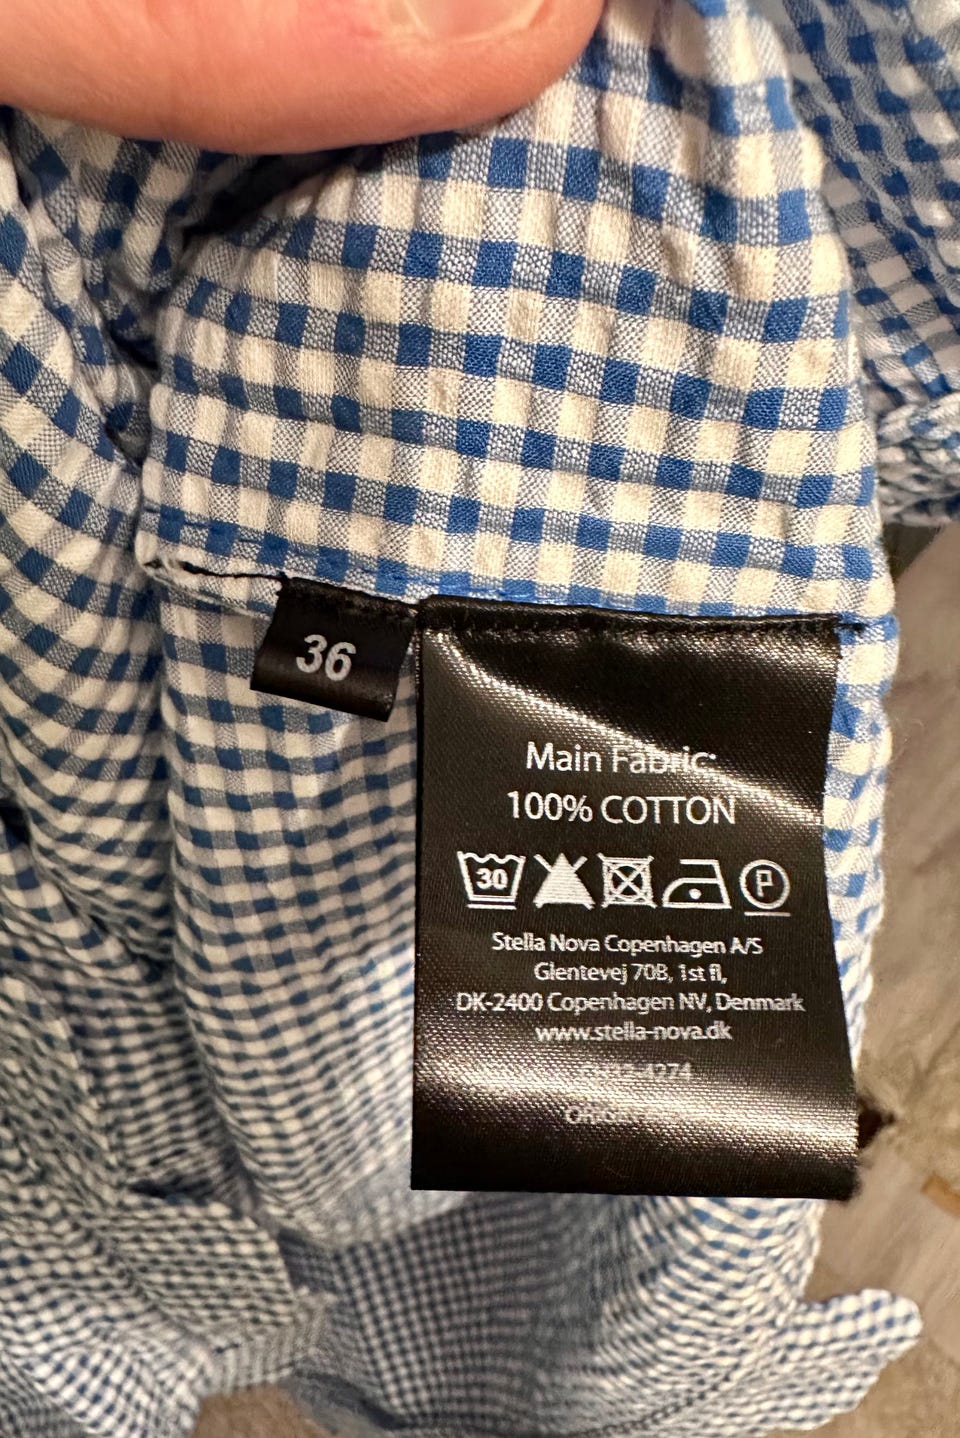 36
Main Fabric:
100% COTTON
30
P
Stella Nova Copenhagen A/S
Glentevej 70B, 1st fl,
DK-2400 Copenhagen NV, Denmark
www.stella-nova.dk